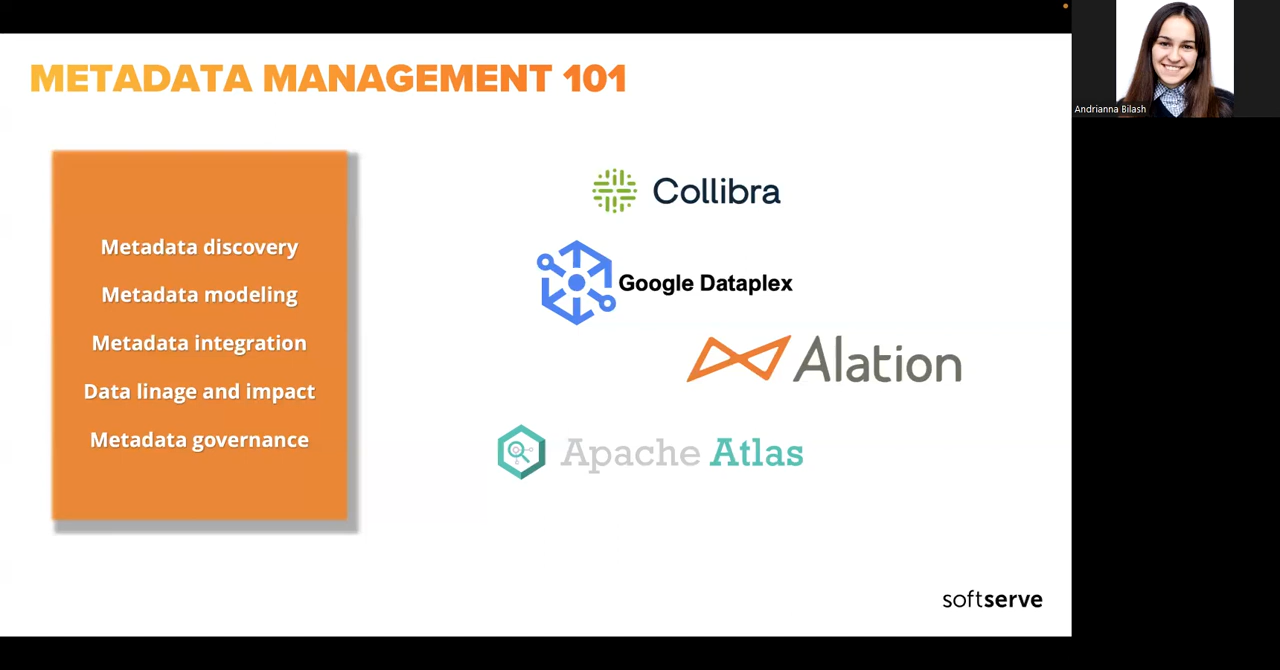 METADATA MANAGEMENT 101
Andrianna Bilash
Metadata discovery
Metadata modeling
Metadata integration
Data linage and impact
Metadata governance
Collibra
Google Dataplex
Alation
Apache Atlas
softserve